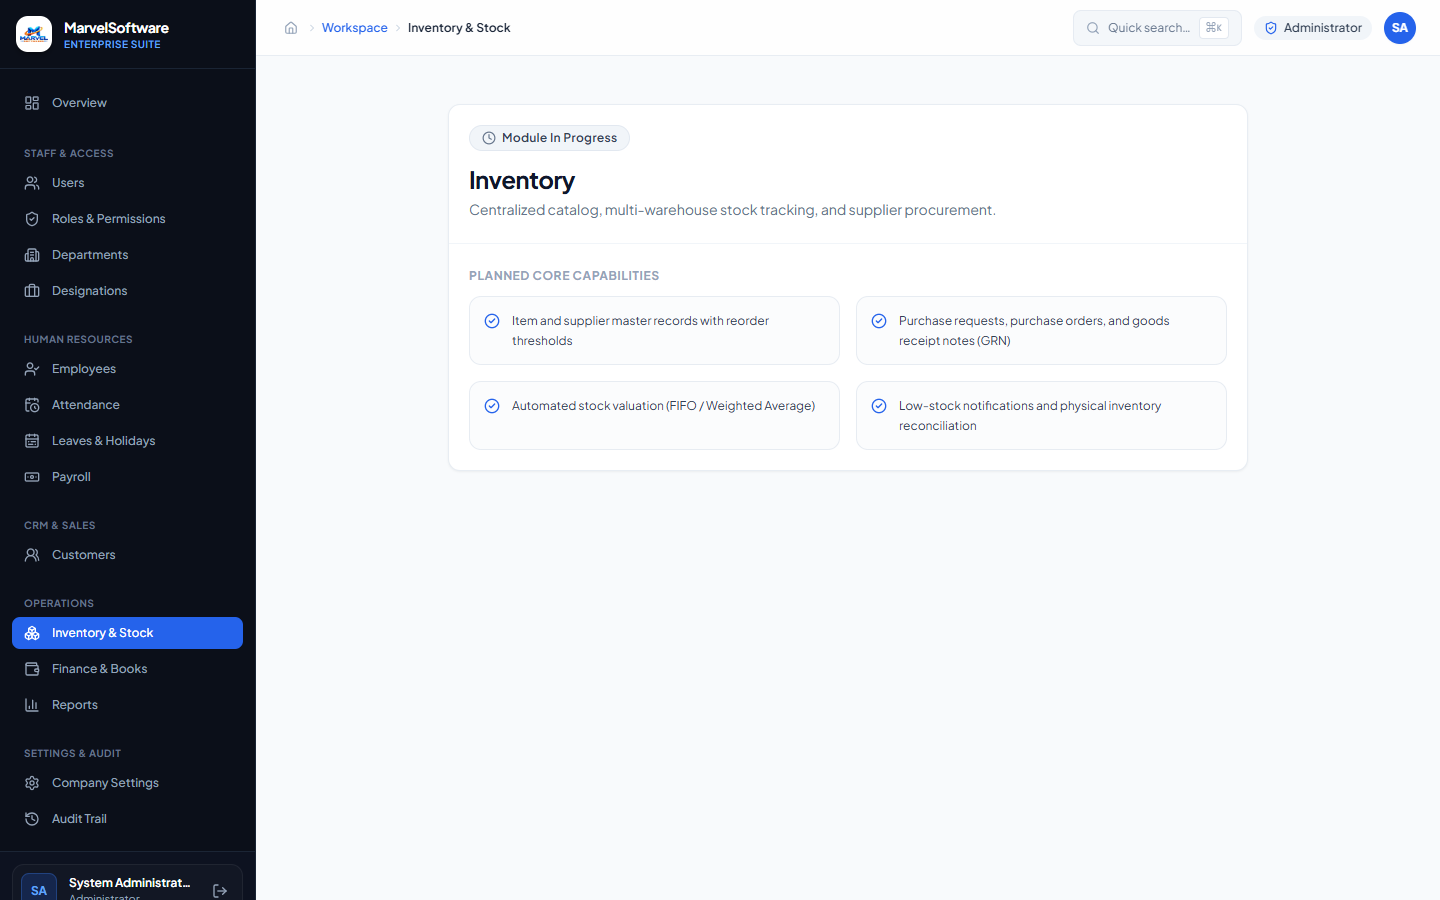 MarvelSoftware
ENTERPRISE SUITE
MARVEL
Overview
STAFF & ACCESS
Users
Roles & Permissions
Departments
Designations
HUMAN RESOURCES
Employees
Attendance
Leaves & Holidays
Payroll
CRM & SALES
Customers
OPERATIONS
Inventory & Stock
Finance & Books
Reports
SETTINGS & AUDIT
Company Settings
Audit Trail
SA
System Administrat...
Administrator
Workspace
Inventory & Stock
Quick search...
⌘K
Administrator
SA
Module In Progress
Inventory
Centralized catalog, multi-warehouse stock tracking, and supplier procurement.
PLANNED CORE CAPABILITIES
Item and supplier master records with reorder
thresholds
Purchase requests, purchase orders, and goods
receipt notes (GRN)
Automated stock valuation (FIFO / Weighted Average)
Low-stock notifications and physical inventory
reconciliation